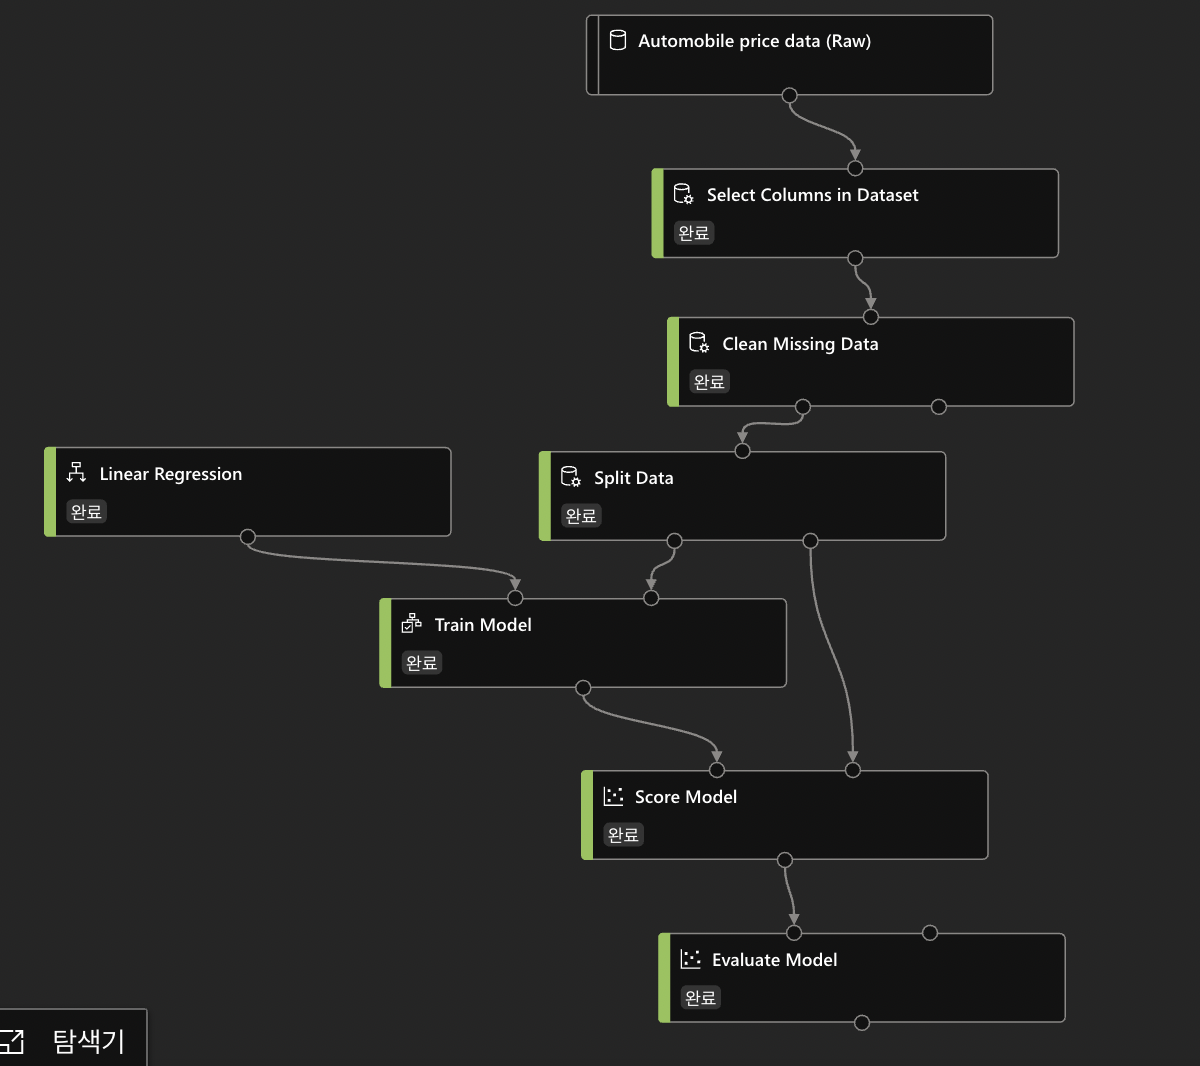 Automobile price data (Raw)
Select Columns in Dataset
완료
Clean Missing Data
완료
Linear Regression
완료
Split Data
완료
Train Model
완료
Score Model
완료
Evaluate Model
완료
탐색기